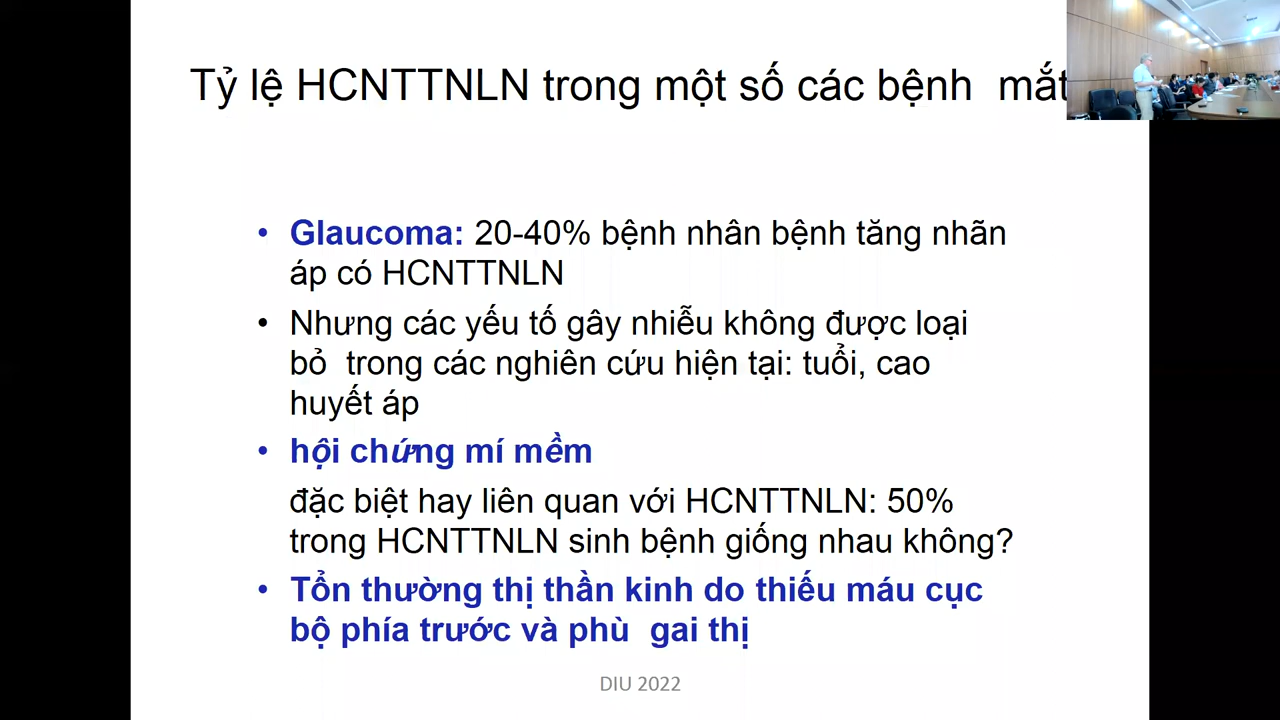 Tỷ lệ HCNTTNLN trong một số các bệnh mắt
• Glaucoma: 20-40% bệnh nhân bệnh tăng nhãn
áp có HCNTTNLN
• Nhưng các yếu tố gây nhiễu không được loại
bỏ trong các nghiên cứu hiện tại: tuổi, cao
huyết áp
• hội chứng mí mềm
đặc biệt hay liên quan với HCNTTNLN: 50%
trong HCNTTNLN sinh bệnh giống nhau không?
• Tổn thường thị thần kinh do thiếu máu cục
bộ phía trước và phù gai thị
DIU 2022